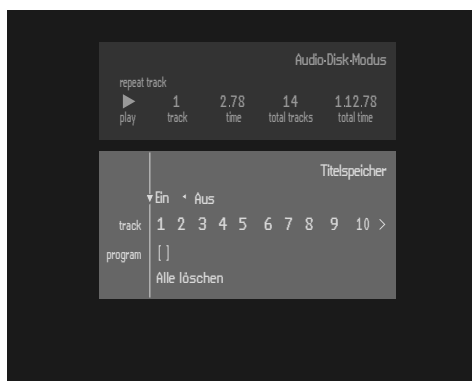 Audio·Disk·Modus
repeat track
1 2.78 14 1.12.78
play track time total tracks total time
Titelspeicher
Ein Aus
track 1 2 3 4 5 6 7 8 9 10 >
program [ ]
Alle löschen